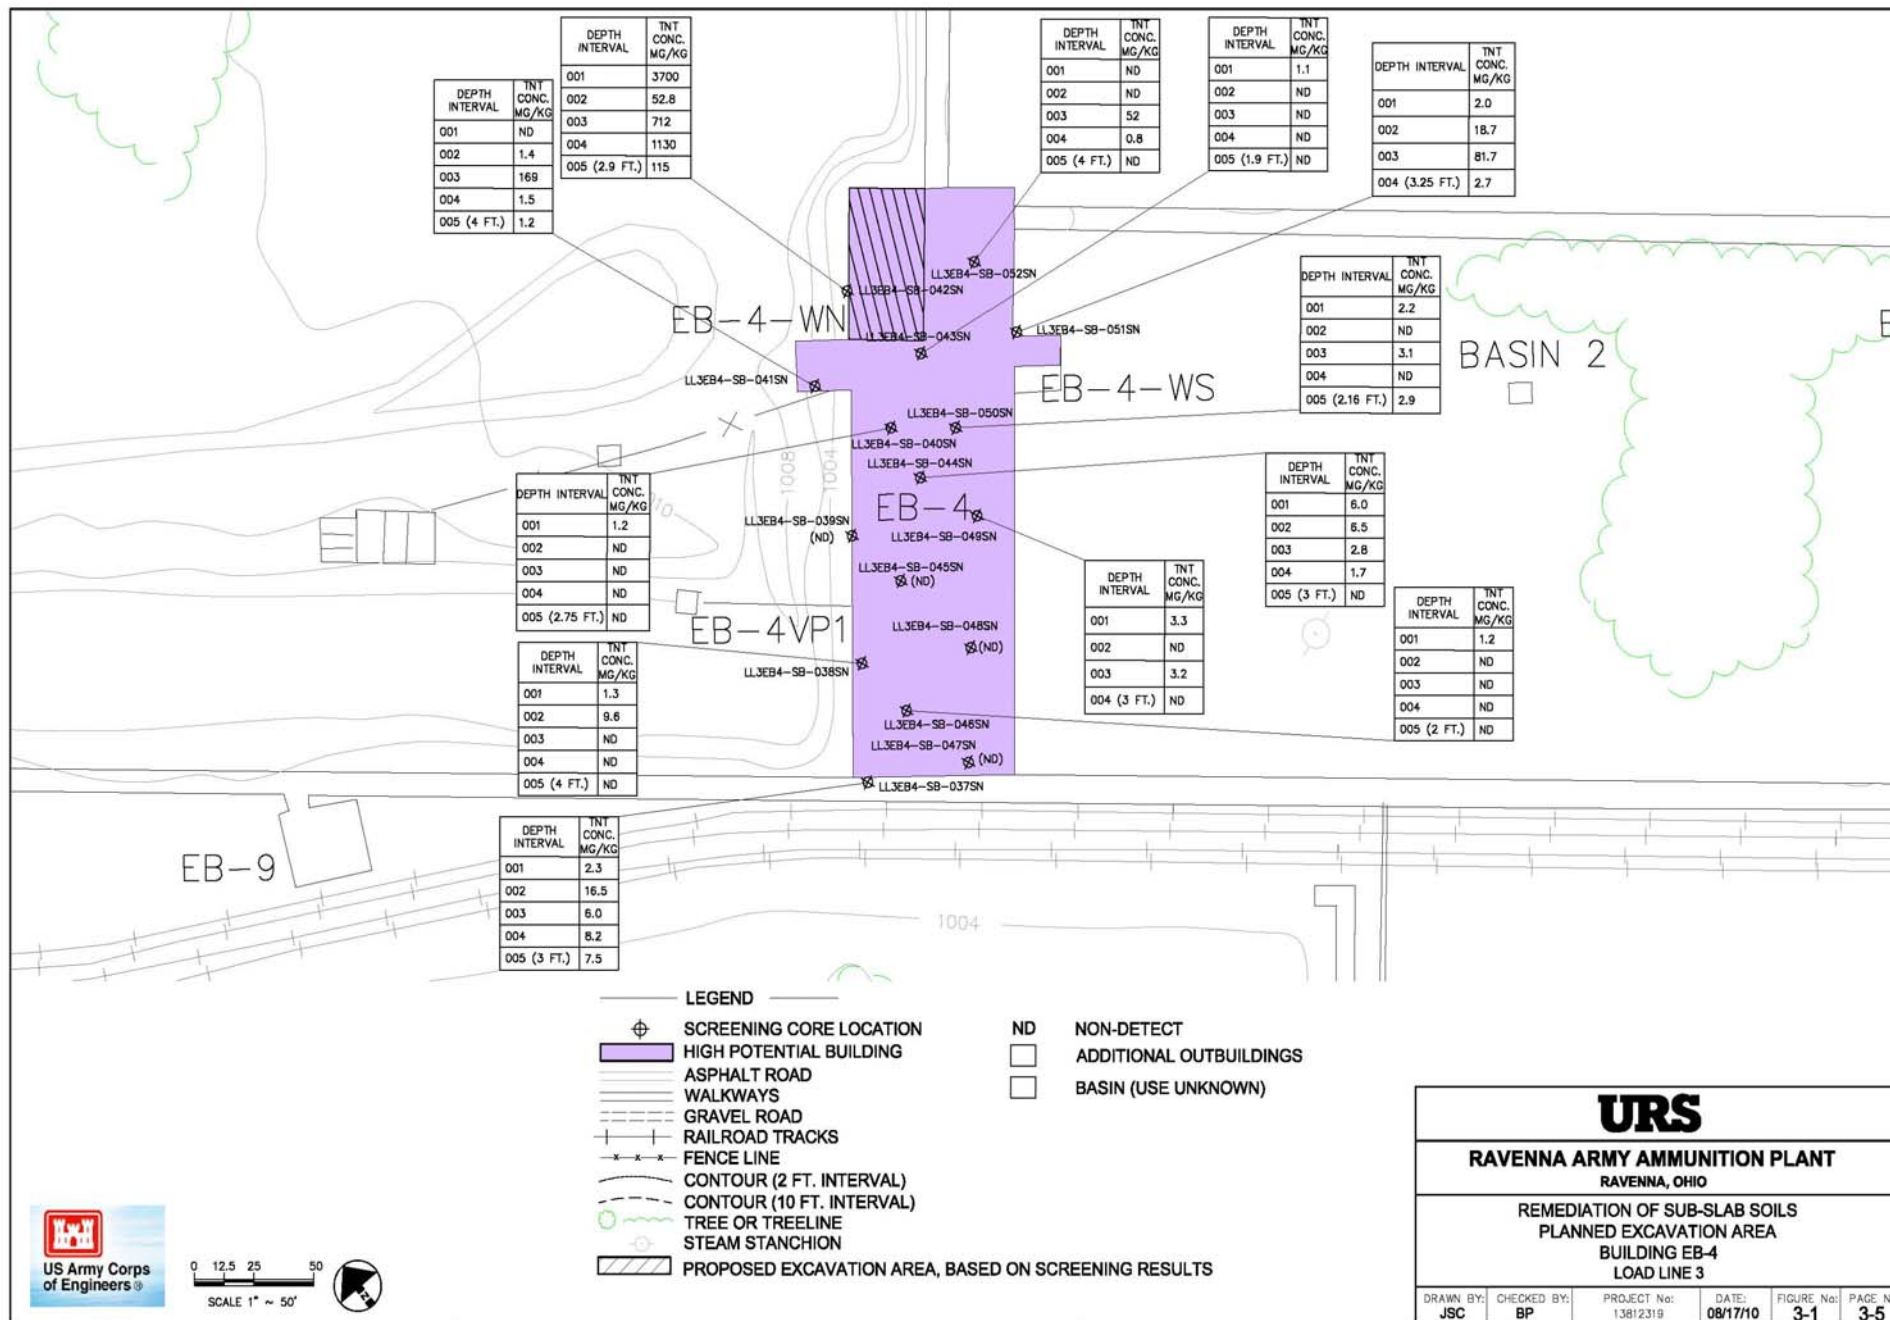 DEPTH INTERVAL TNT CONC. MG/KG
001 3700
002 52.8
003 712
004 1130
005 (2.9 FT.) 115
DEPTH INTERVAL TNT CONC. MG/KG
001 ND
002 1.4
003 169
004 1.5
005 (4 FT.) 1.2
DEPTH INTERVAL TNT CONC. MG/KG
001 ND
002 ND
003 52
004 0.8
005 (4 FT.) ND
DEPTH INTERVAL TNT CONC. MG/KG
001 1.1
002 ND
003 ND
004 ND
005 (1.9 FT.) ND
DEPTH INTERVAL TNT CONC. MG/KG
001 2.0
002 18.7
003 81.7
004 (3.25 FT.) 2.7
LL3EB4-SB-052SN
LL3EB4-SB-042SN
EB-4-WN
LL3EB4-SB-043SN
LL3EB4-SB-051SN
LL3EB4-SB-041SN
EB-4-WS
BASIN 2
DEPTH INTERVAL TNT CONC. MG/KG
001 2.2
002 ND
003 3.1
004 ND
005 (2.16 FT.) 2.9
LL3EB4-SB-050SN
LL3EB4-SB-040SN
LL3EB4-SB-044SN
1008
1004
EB-4
LL3EB4-SB-039SN
(ND)
LL3EB4-SB-049SN
LL3EB4-SB-045SN
(ND)
DEPTH INTERVAL TNT CONC. MG/KG
001 1.2
002 ND
003 ND
004 ND
005 (2.75 FT.) ND
DEPTH INTERVAL TNT CONC. MG/KG
001 6.0
002 6.5
003 2.8
004 1.7
005 (3 FT.) ND
DEPTH INTERVAL TNT CONC. MG/KG
001 3.3
002 ND
003 3.2
004 (3 FT.) ND
DEPTH INTERVAL TNT CONC. MG/KG
001 1.2
002 ND
003 ND
004 ND
005 (2 FT.) ND
EB-4VP1
LL3EB4-SB-048SN
(ND)
LL3EB4-SB-038SN
DEPTH INTERVAL TNT CONC. MG/KG
001 1.3
002 9.6
003 ND
004 ND
005 (4 FT.) ND
LL3EB4-SB-046SN
LL3EB4-SB-047SN
(ND)
LL3EB4-SB-037SN
EB-9
DEPTH INTERVAL TNT CONC. MG/KG
001 2.3
002 16.5
003 6.0
004 8.2
005 (3 FT.) 7.5
1004
LEGEND
SCREENING CORE LOCATION
HIGH POTENTIAL BUILDING
ASPHALT ROAD
WALKWAYS
GRAVEL ROAD
RAILROAD TRACKS
FENCE LINE
CONTOUR (2 FT. INTERVAL)
CONTOUR (10 FT. INTERVAL)
TREE OR TREELINE
STEAM STANCHION
PROPOSED EXCAVATION AREA, BASED ON SCREENING RESULTS
ND NON-DETECT
ADDITIONAL OUTBUILDINGS
BASIN (USE UNKNOWN)
US Army Corps
of Engineers ®
0 12.5 25 50
SCALE 1" ~ 50'
N
URS
RAVENNA ARMY AMMUNITION PLANT
RAVENNA, OHIO
REMEDIATION OF SUB-SLAB SOILS
PLANNED EXCAVATION AREA
BUILDING EB-4
LOAD LINE 3
DRAWN BY: JSC
CHECKED BY: BP
PROJECT No: 13812319
DATE: 08/17/10
FIGURE No: 3-1
PAGE N 3-5